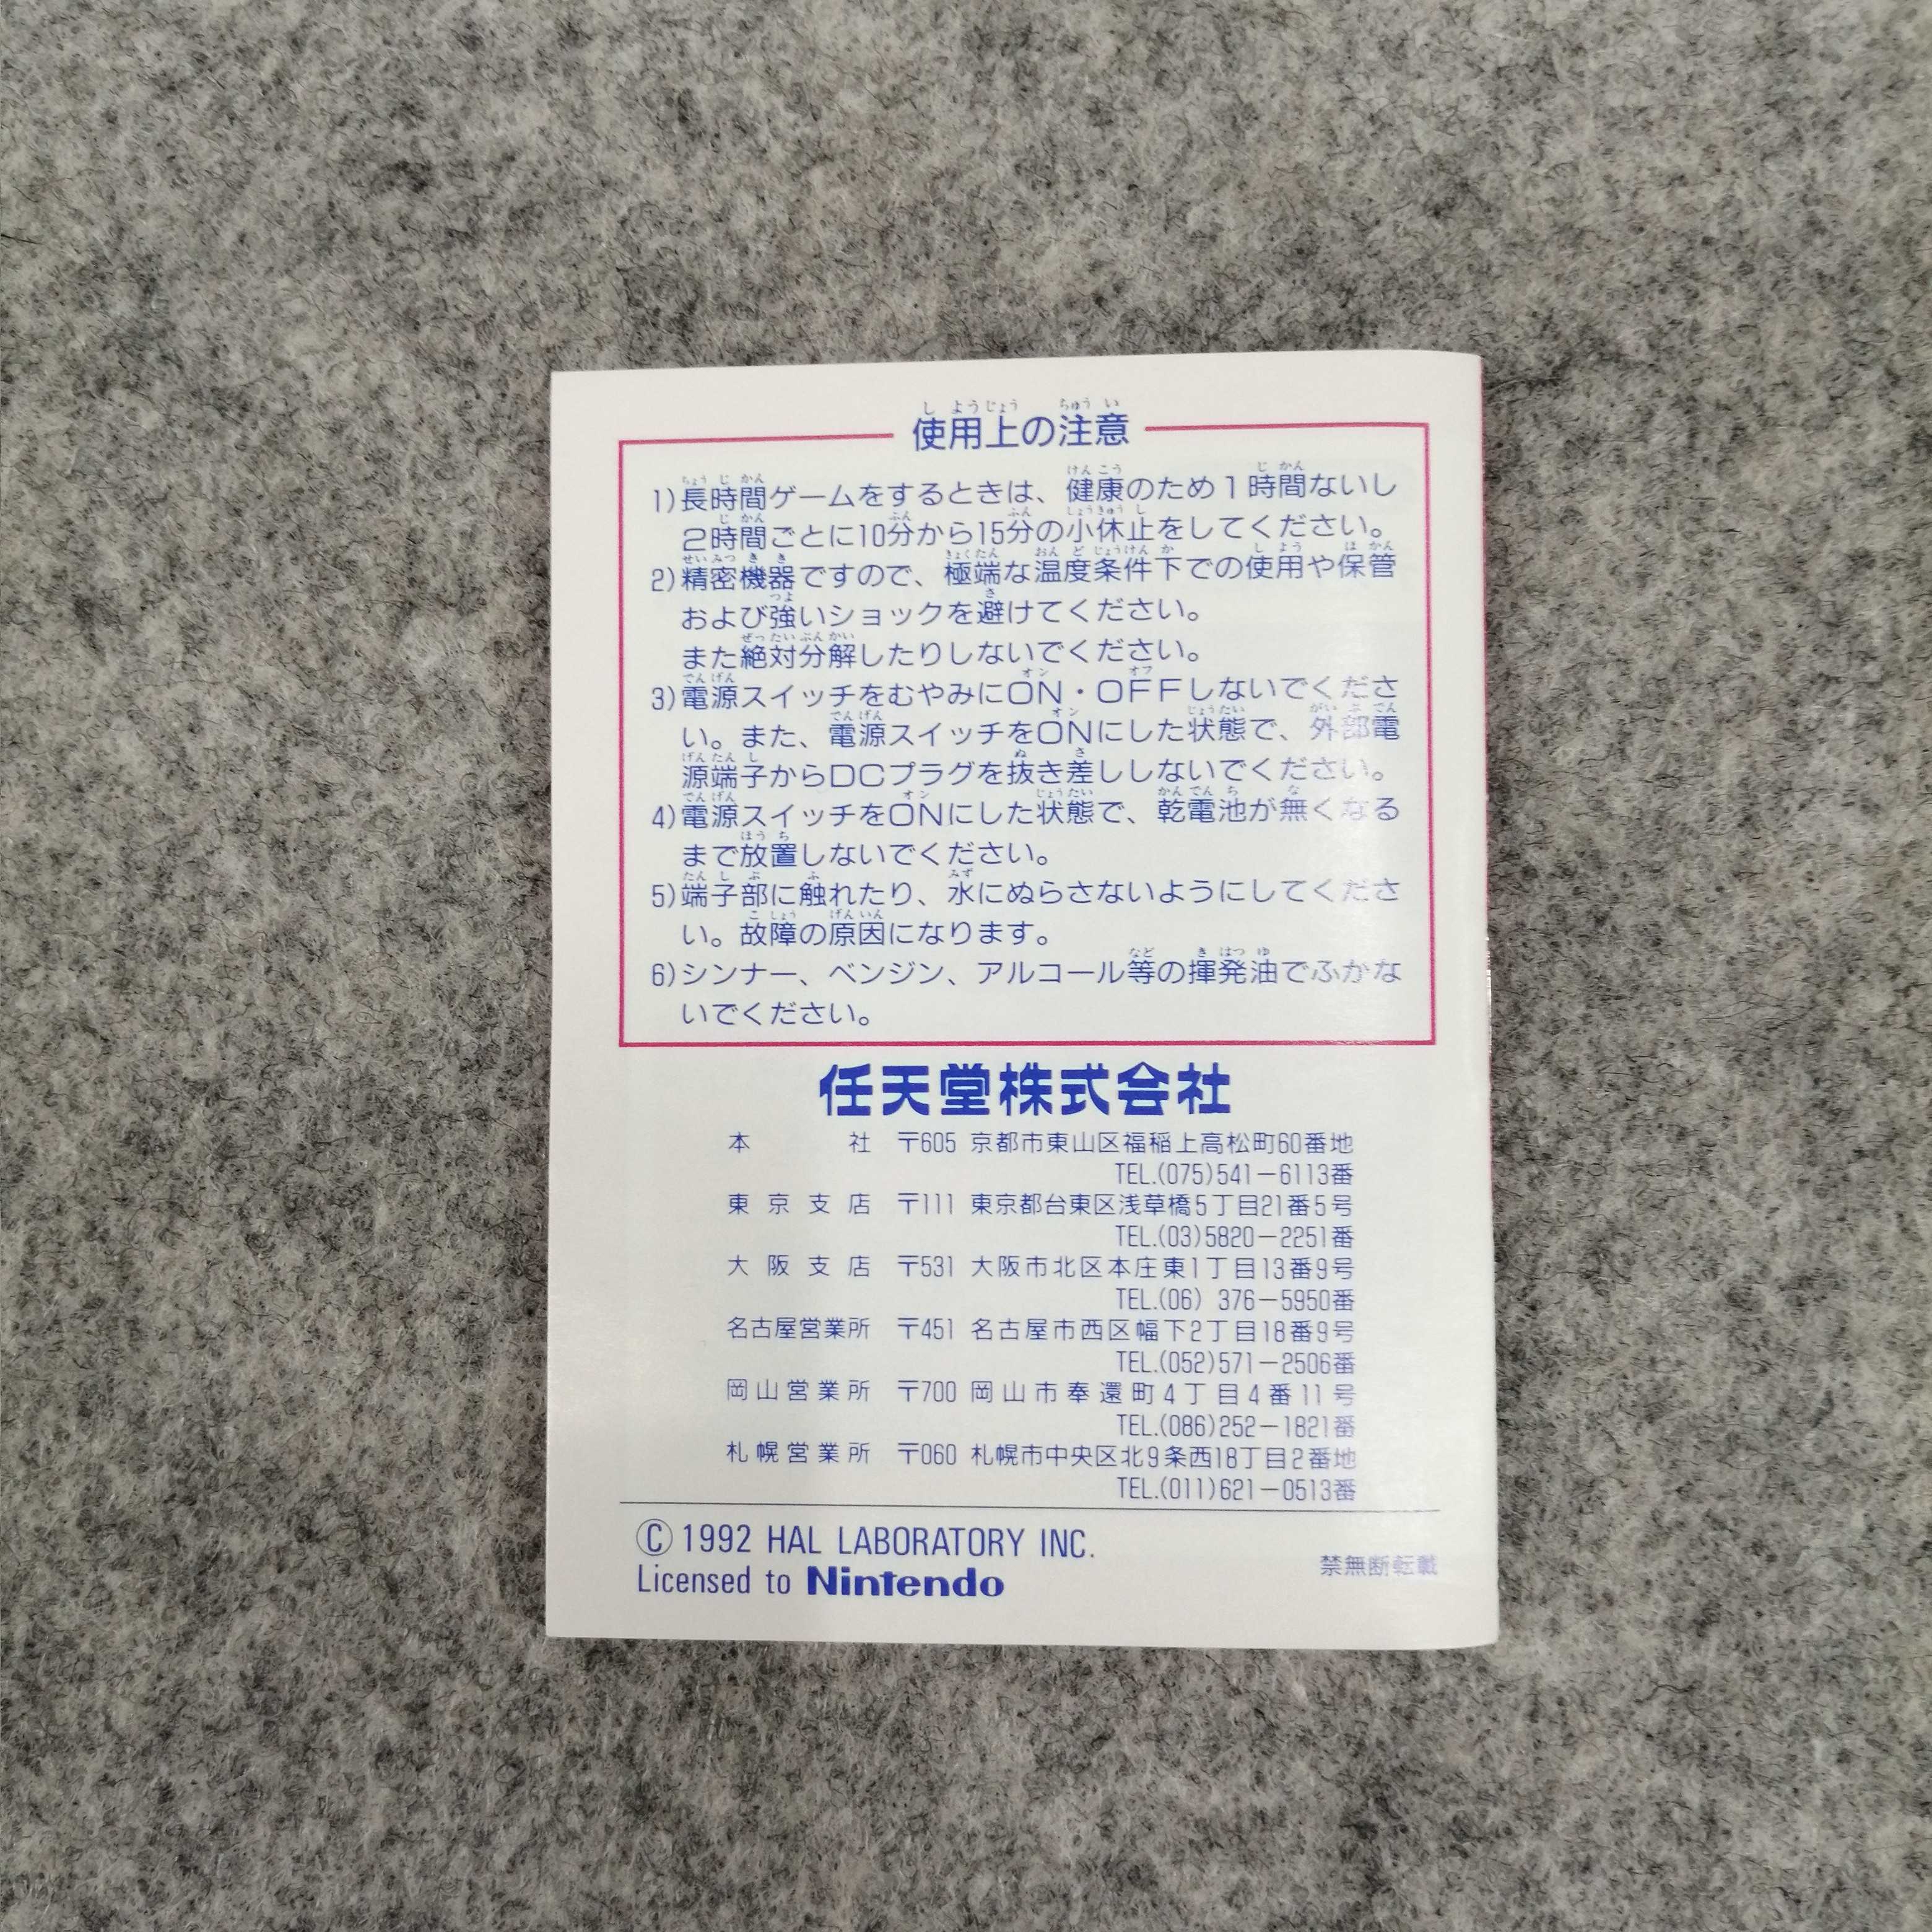 使用上の注意
1)長時間ゲームをするときは、健康のため1時間ないし
2時間ごとに10分から15分の小休止をしてください。
2)精密機器ですので、極端な温度条件下での使用や保管
および強いショックを避けてください。
また絶対分解したりしないでください。
3)電源スイッチをむやみにON・OFFしないでくださ
い。また、電源スイッチをONにした状態で、外部電
源端子からDCプラグを抜き差ししないでください。
4)電源スイッチをONにした状態で、乾電池が無くなる
まで放置しないでください。
5)端子部に触れたり、水にぬらさないようにしてくださ
い。故障の原因になります。
6)シンナー、ベンジン、アルコール等の揮発油でふかな
いでください。
任天堂株式会社
本社 〒605 京都市東山区福稲上高松町60番地
TEL.(075)541-6113番
東京支店 〒111 東京都台東区浅草橋5丁目21番5号
TEL.(03)5820-2251番
大阪支店 〒531 大阪市北区本庄東1丁目13番9号
TEL.(06) 376-5950番
名古屋営業所 〒451 名古屋市西区幅下2丁目18番9号
TEL.(052)571-2506番
岡山営業所 〒700 岡山市奉還町4丁目4番11号
TEL.(086)252-1821番
札幌営業所 〒060 札幌市中央区北9条西18丁目2番地
TEL.(011)621-0513番
©1992 HAL LABORATORY INC.
Licensed to Nintendo
禁無断転載